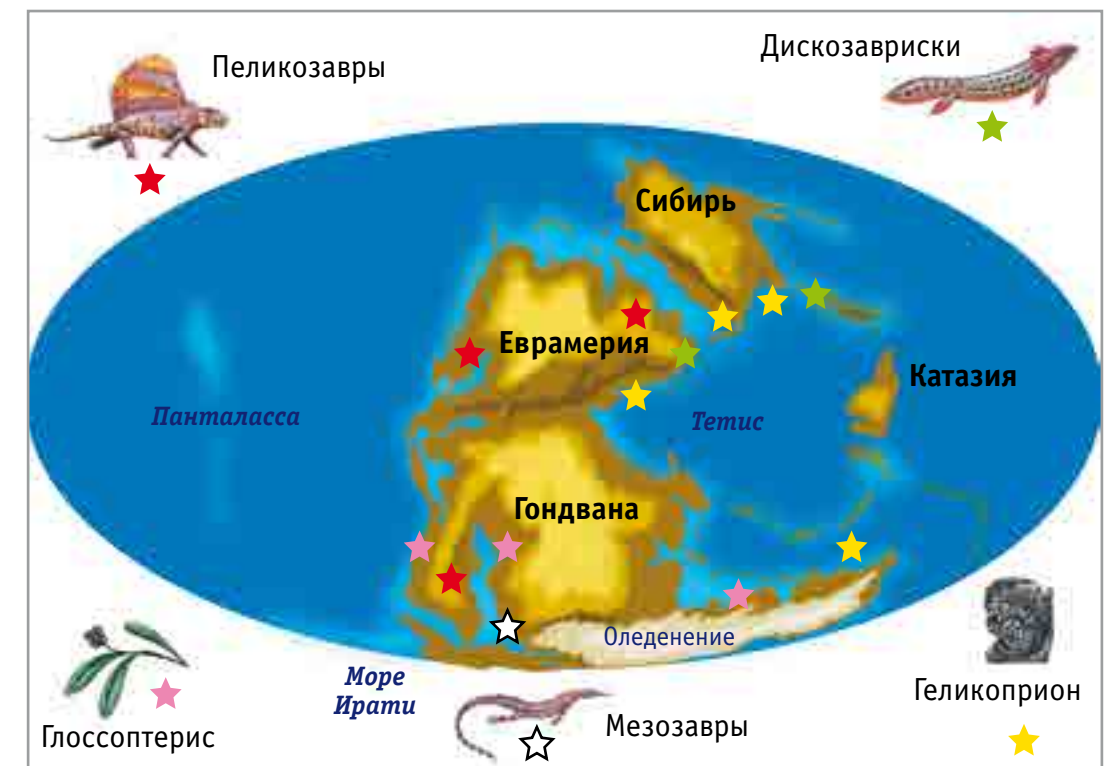 Пеликозавры
Дискозавриски
Сибирь
Еврамерия
Катазия
Панталасса
Тетис
Гондвана
Оледенение
Море
Ирати
Глоссоптерис
Мезозавры
Геликоприон